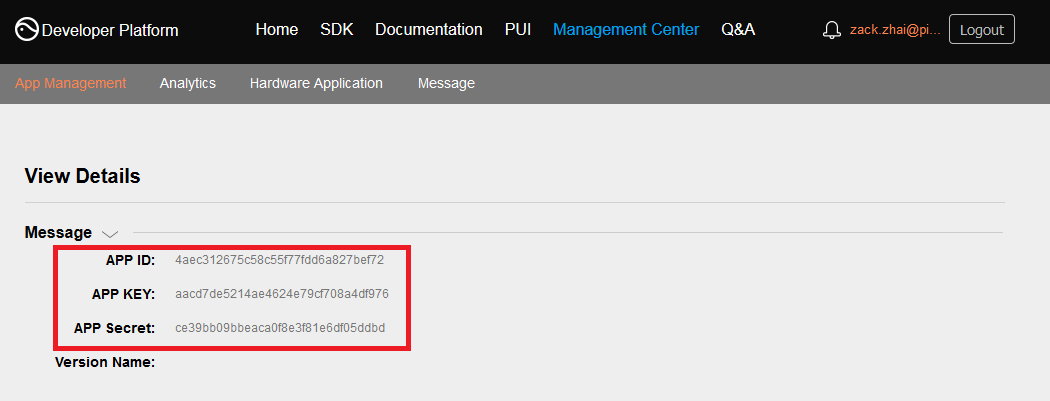 Developer Platform Home SDK Documentation PUI Management Center Q&A zack.zhai@pi... Logout
App Management Analytics Hardware Application Message
View Details
Message
APP ID: 4aec312675c58c55f77fdd6a827bef72
APP KEY: aacd7de5214ae4624e79cf708a4df976
APP Secret: ce39bb09bbeaca0f8e3f81e6df05ddbd
Version Name: